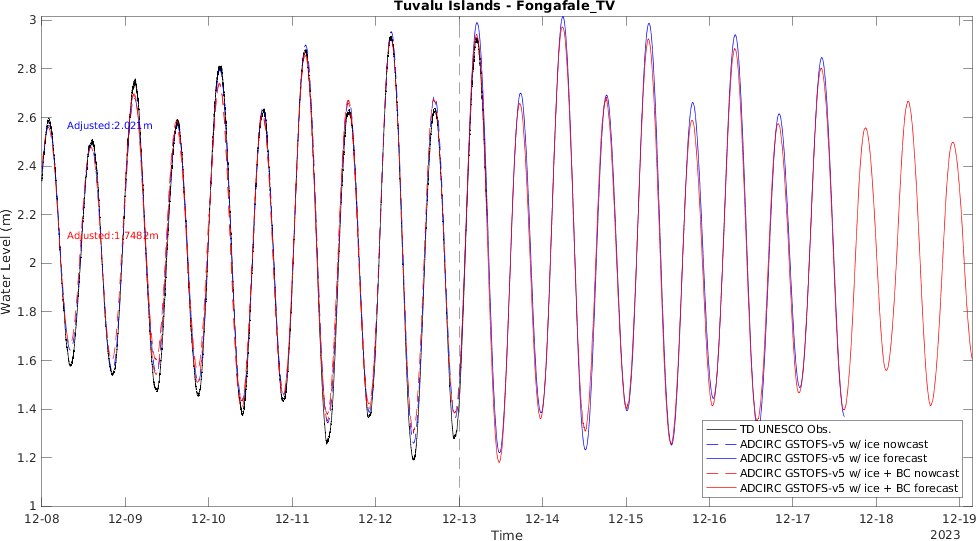 Tuvalu Islands - Fongafale_TV
3
2.8
2.6
2.4
2.2
2
1.8
1.6
1.4
1.2
1
Water Level (m)
Adjusted:2.021m
Adjusted:1.7482m
TD UNESCO Obs.
ADCIRC GSTOFS-v5 w/ ice nowcast
ADCIRC GSTOFS-v5 w/ ice forecast
ADCIRC GSTOFS-v5 w/ ice + BC nowcast
ADCIRC GSTOFS-v5 w/ ice + BC forecast
12-08 12-09 12-10 12-11 12-12 12-13 12-14 12-15 12-16 12-17 12-18 12-19
Time
2023